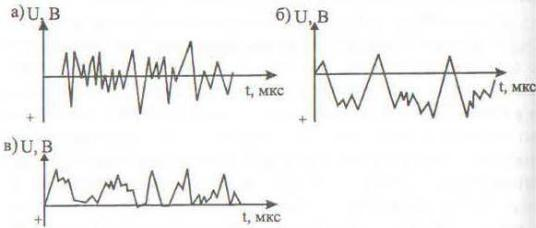 а) U, В
+
t, мкс
б) U, В
+
t, мкс
в) U, В
+
t, мкс